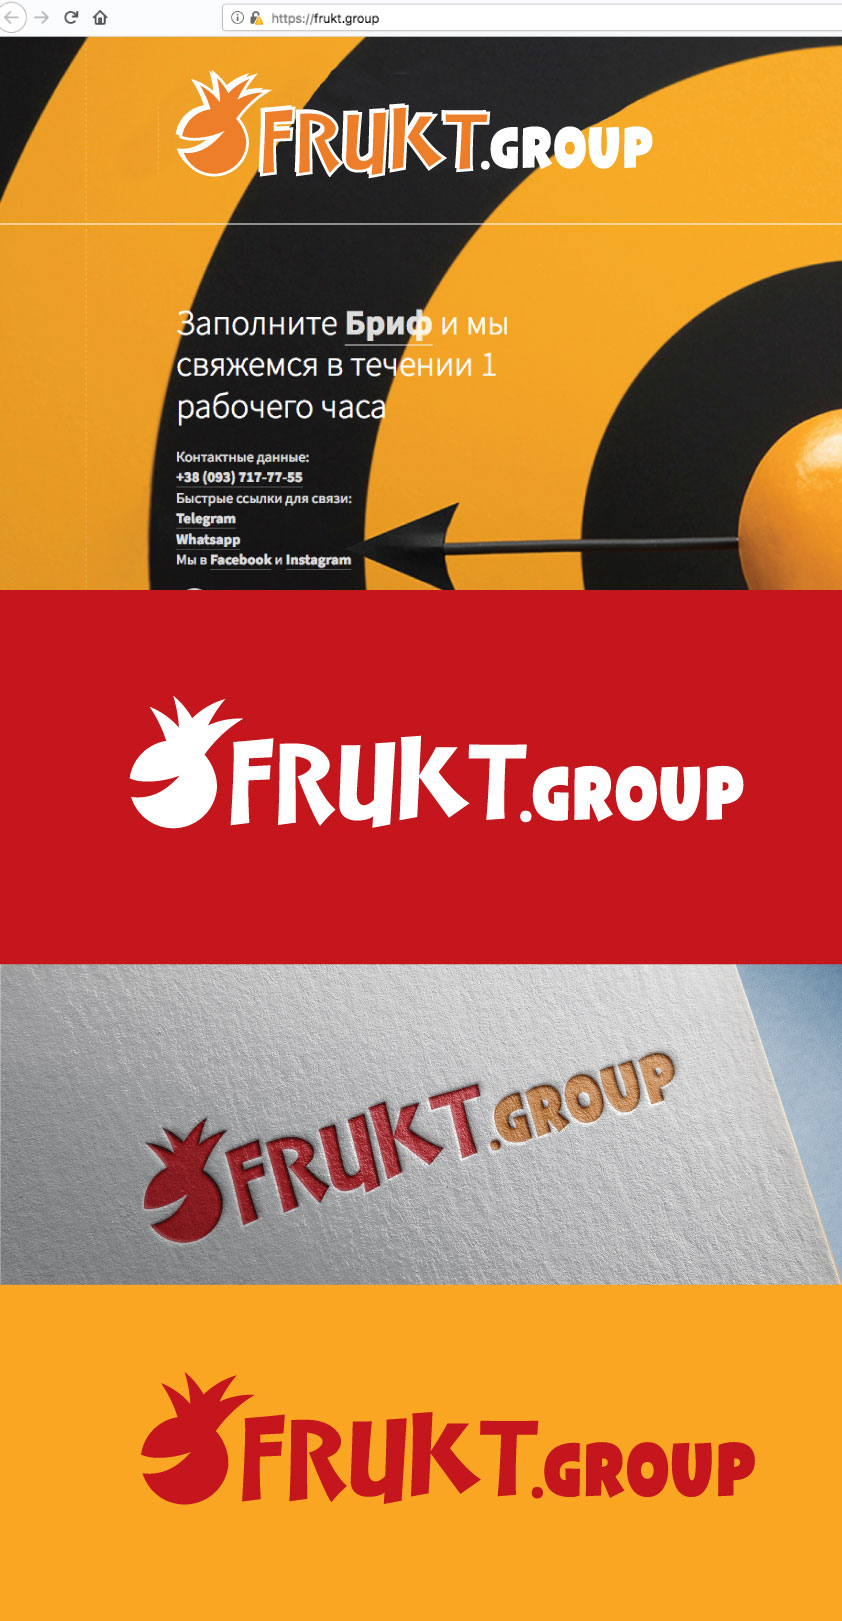 https://frukt.group
FRUKT.GROUP
Заполните Бриф и мы
свяжемся в течении 1
рабочего часа
Контактные данные:
+38 (093) 717-77-55
Быстрые ссылки для связи:
Telegram
Whatsapp
Мы в Facebook и Instagram
FRUKT.GROUP
FRUKT.GROUP
FRUKT.GROUP